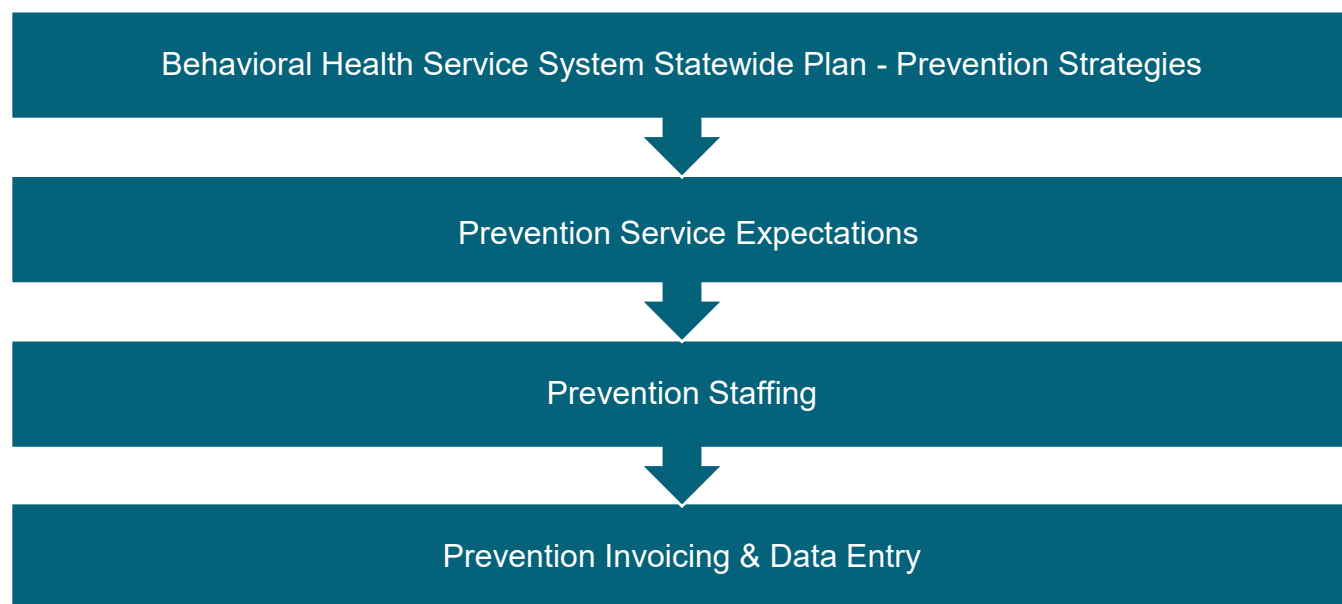 Behavioral Health Service System Statewide Plan - Prevention Strategies
Prevention Service Expectations
Prevention Staffing
Prevention Invoicing & Data Entry